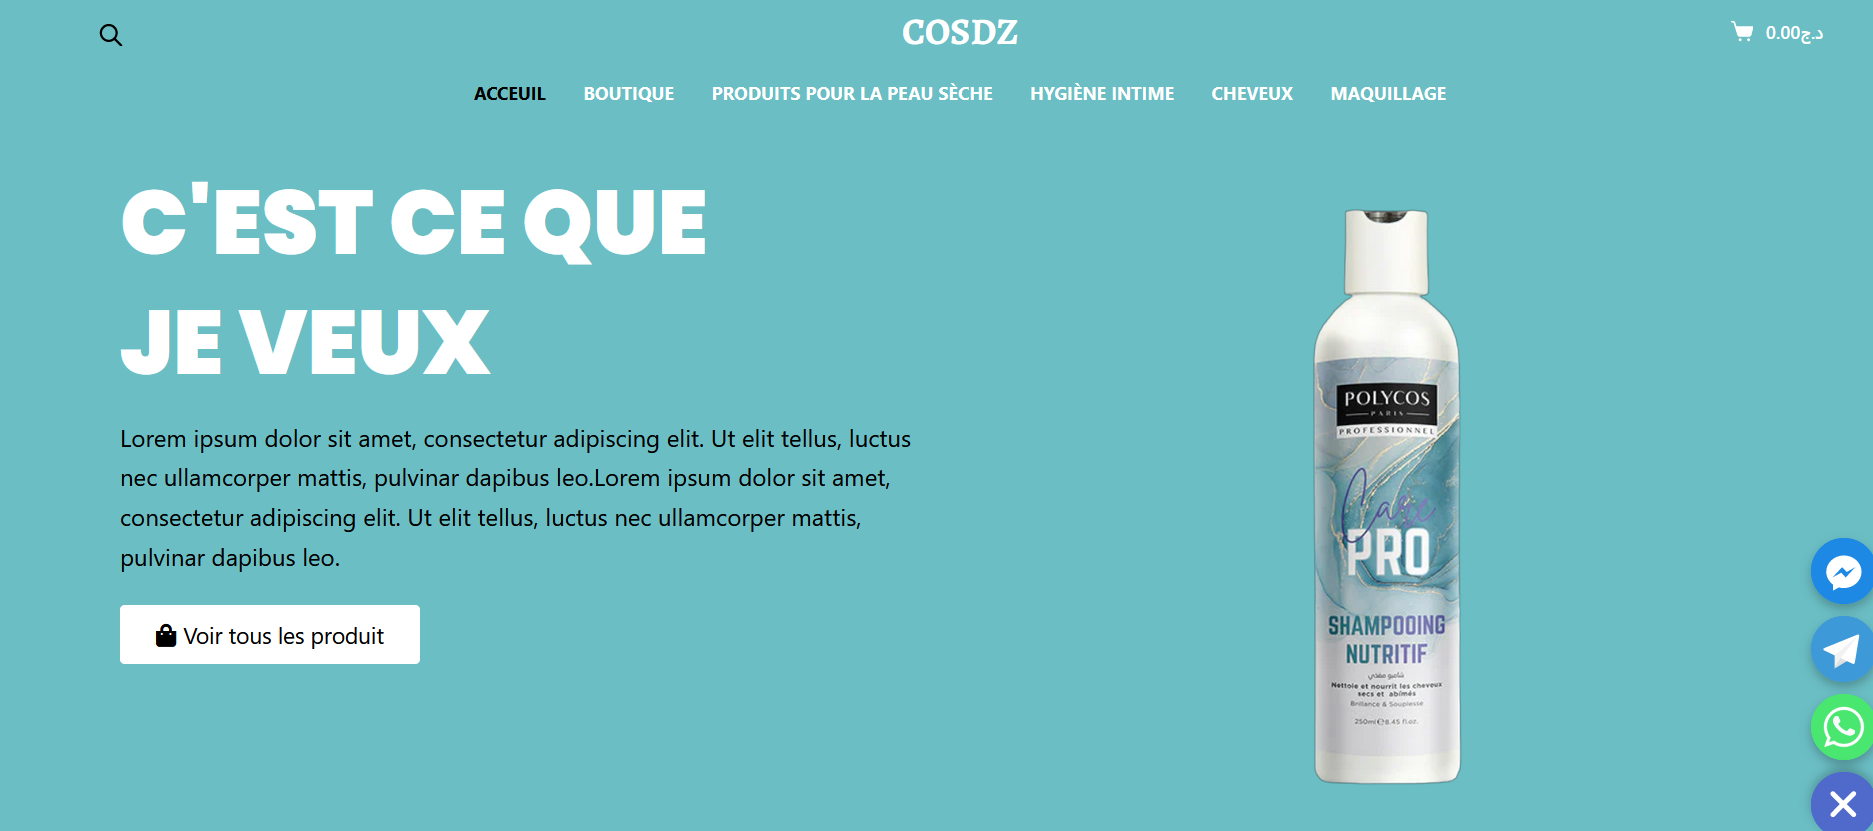 COSDZ
0.00د.ج
ACCEUIL BOUTIQUE PRODUITS POUR LA PEAU SÈCHE HYGIÈNE INTIME CHEVEUX MAQUILLAGE
C'EST CE QUE
JE VEUX
Lorem ipsum dolor sit amet, consectetur adipiscing elit. Ut elit tellus, luctus
nec ullamcorper mattis, pulvinar dapibus leo.Lorem ipsum dolor sit amet,
consectetur adipiscing elit. Ut elit tellus, luctus nec ullamcorper mattis,
pulvinar dapibus leo.
Voir tous les produit
POLYCOS
PARIS
PROFESSIONNEL
Care
PRO
SHAMPOOING
NUTRITIF
شامبو مغذي
Nettoie et nourrit les cheveux
secs et abîmés
Brillance & Souplesse
250ml℮8.45 fl.oz.